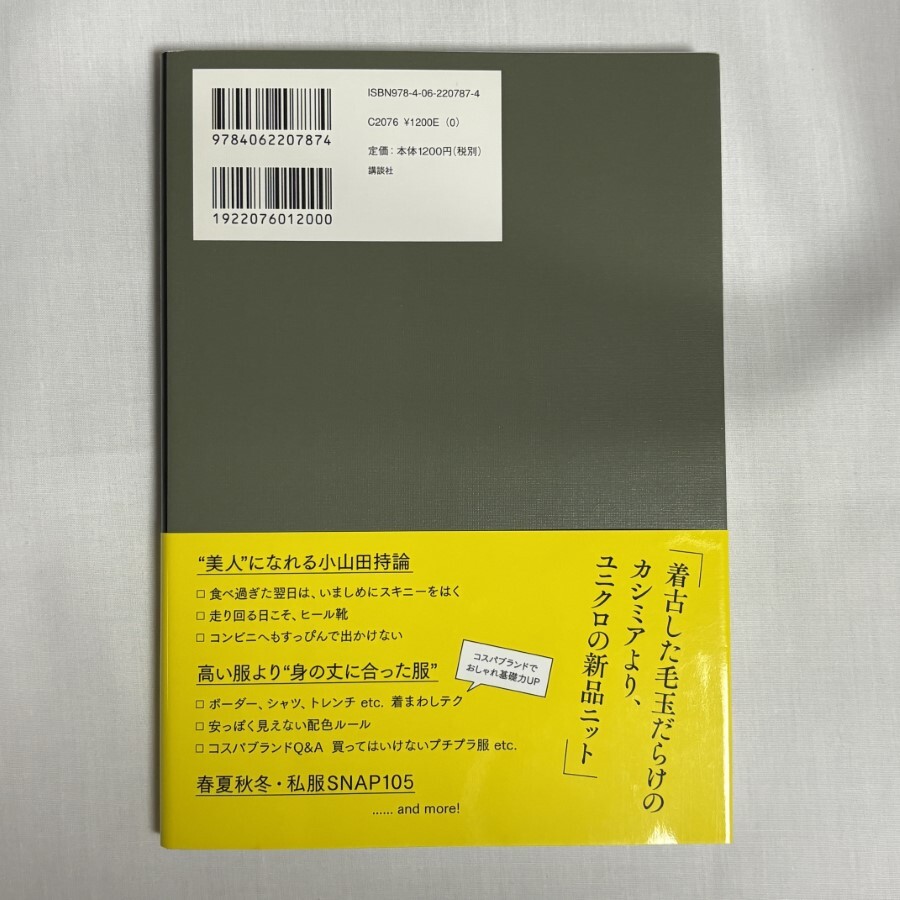 ISBN978-4-06-220787-4
C2076 ¥1200E (0)
定価：本体1200円(税別)
講談社
9784062207874
1922076012000
「着古した毛玉だらけの
カシミアより、
ユニクロの新品ニット」
“美人”になれる小山田持論
□ 食べ過ぎた翌日は、いましめにスキニーをはく
□ 走り回る日こそ、ヒール靴
□ コンビニへもすっぴんで出かけない
高い服より“身の丈に合った服”
コスパブランドで
おしゃれ基礎力UP
□ ボーダー、シャツ、トレンチ etc. 着まわしテク
□ 安っぽく見えない配色ルール
□ コスパブランドQ&A 買ってはいけないプチプラ服 etc.
春夏秋冬・私服SNAP105
...... and more!